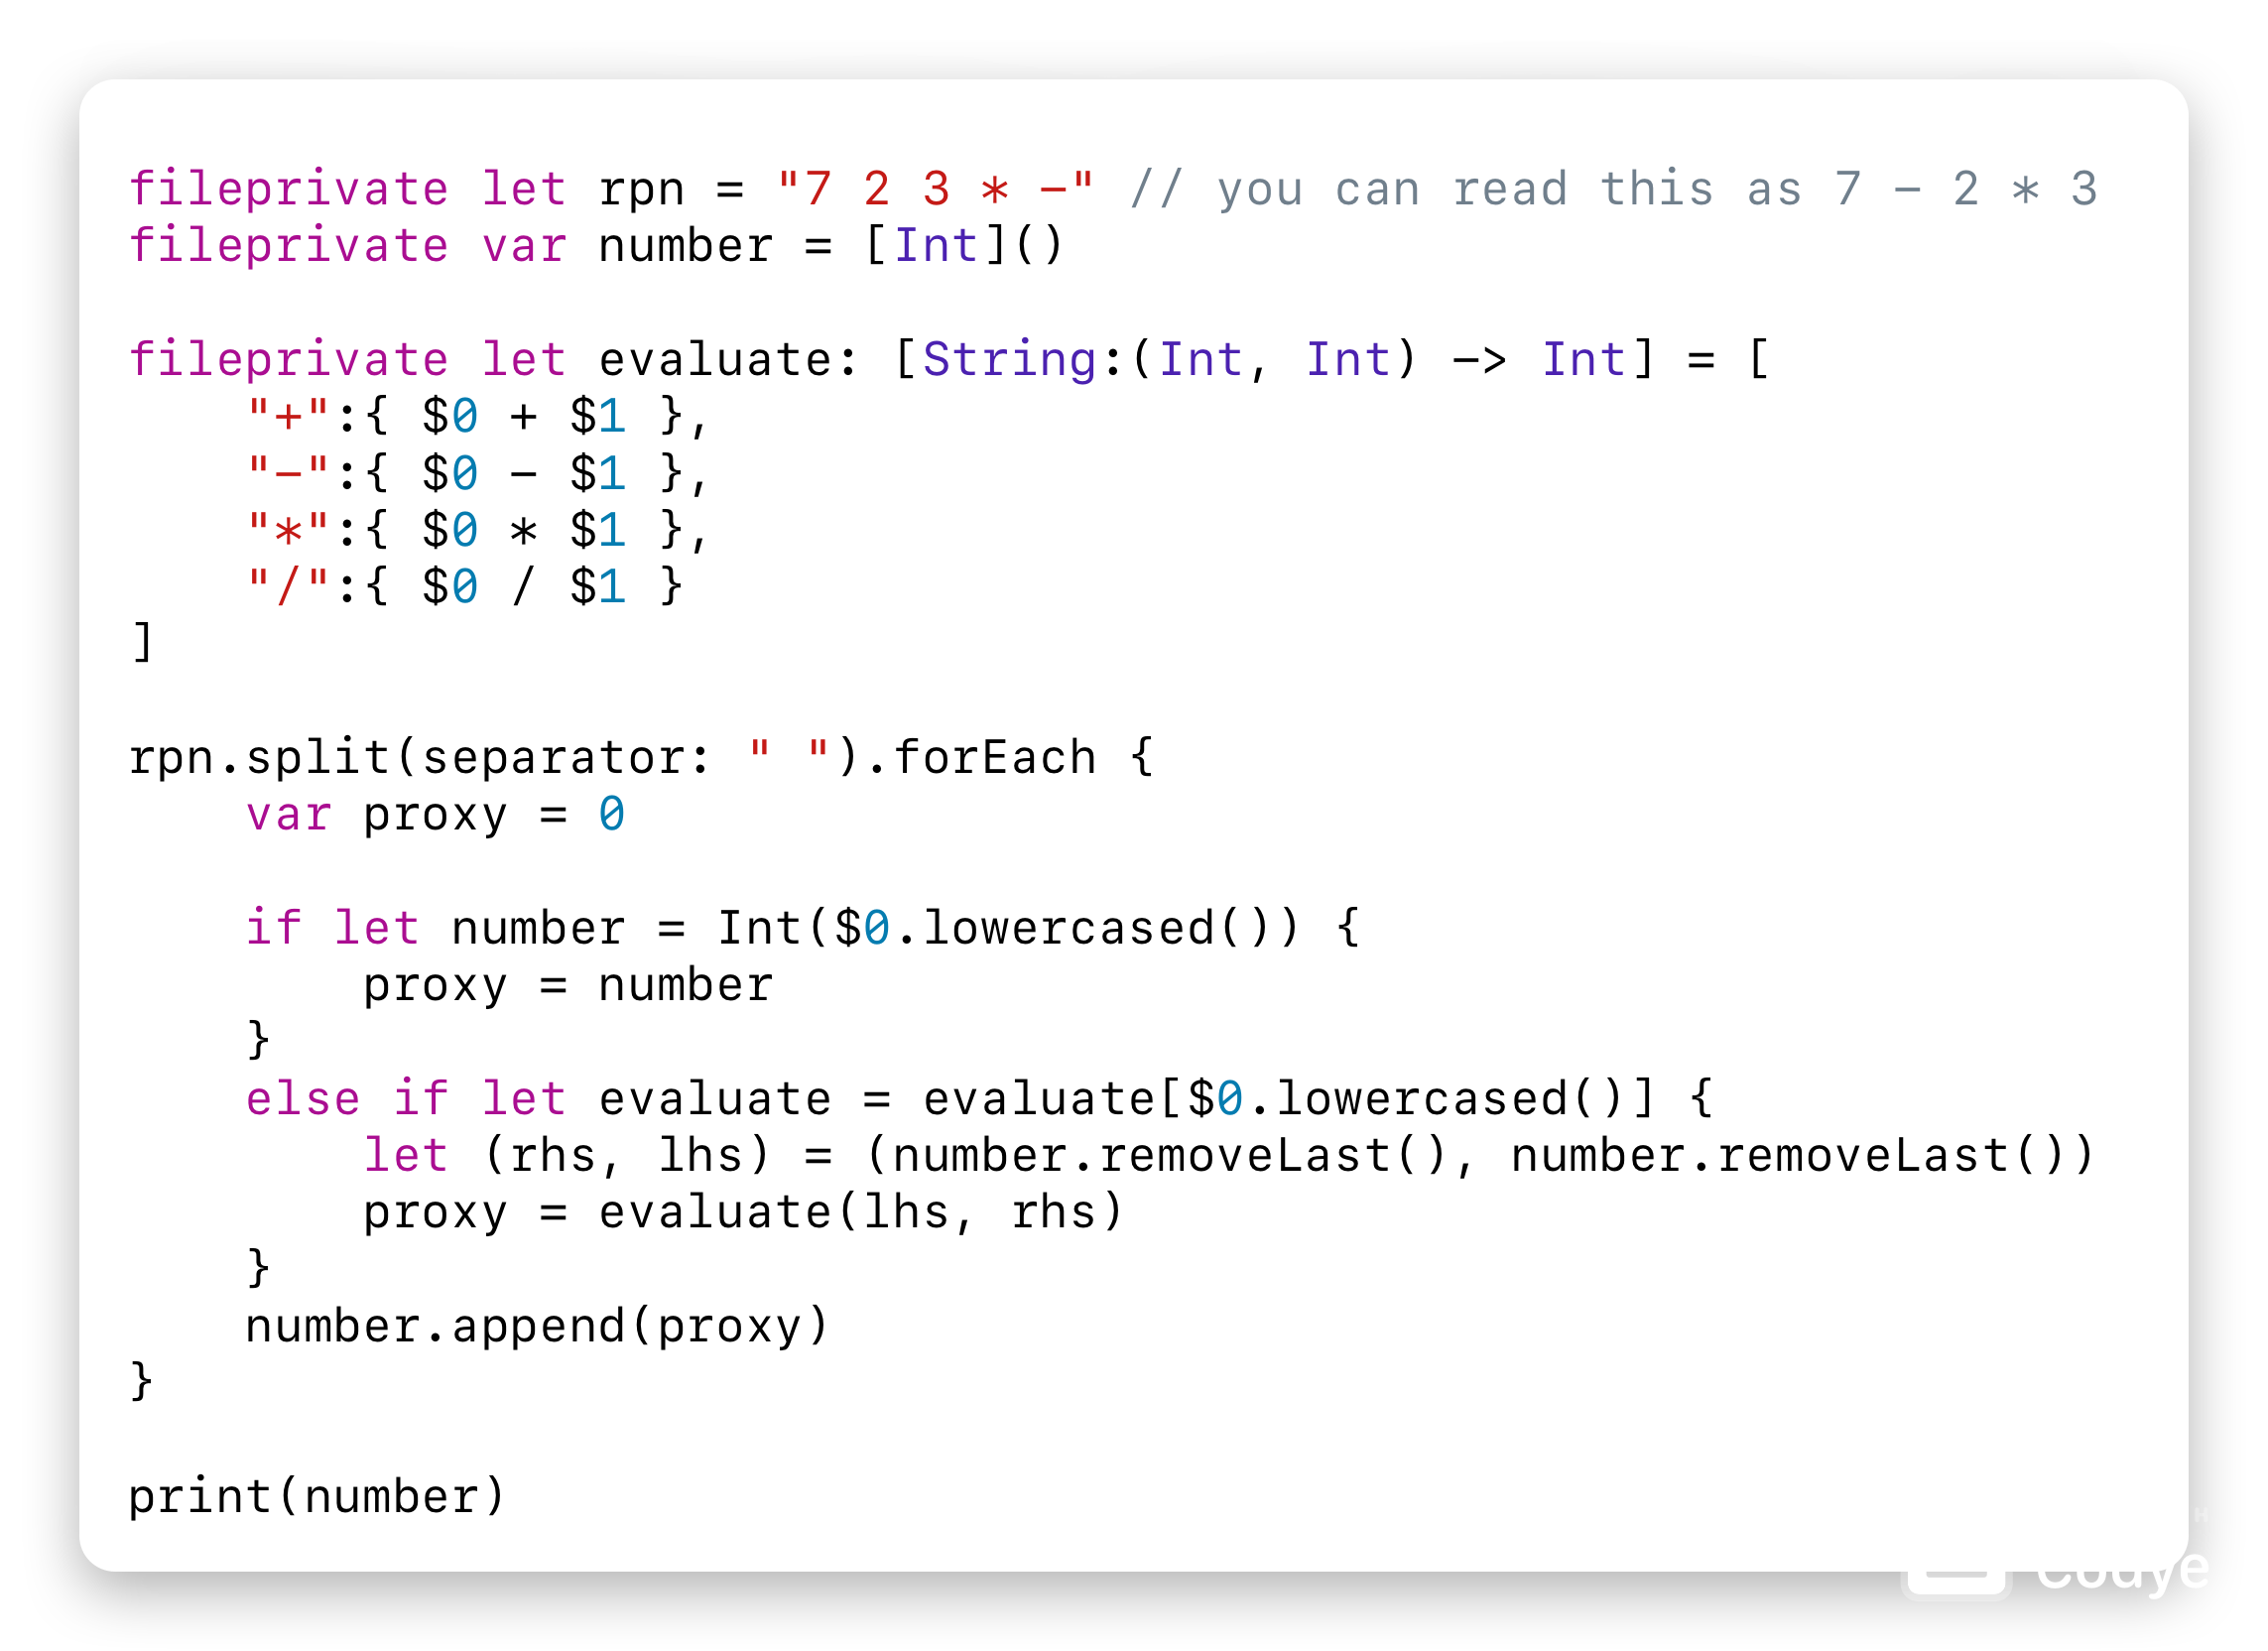 fileprivate let rpn = "7 2 3 * -" // you can read this as 7 - 2 * 3
fileprivate var number = [Int]()
fileprivate let evaluate: [String:(Int, Int) -> Int] = [
    "+":{ $0 + $1 },
    "-":{ $0 - $1 },
    "*":{ $0 * $1 },
    "/":{ $0 / $1 }
]
rpn.split(separator: " ").forEach {
    var proxy = 0
    if let number = Int($0.lowercased()) {
        proxy = number
    }
    else if let evaluate = evaluate[$0.lowercased()] {
        let (rhs, lhs) = (number.removeLast(), number.removeLast())
        proxy = evaluate(lhs, rhs)
    }
    number.append(proxy)
}
print(number)